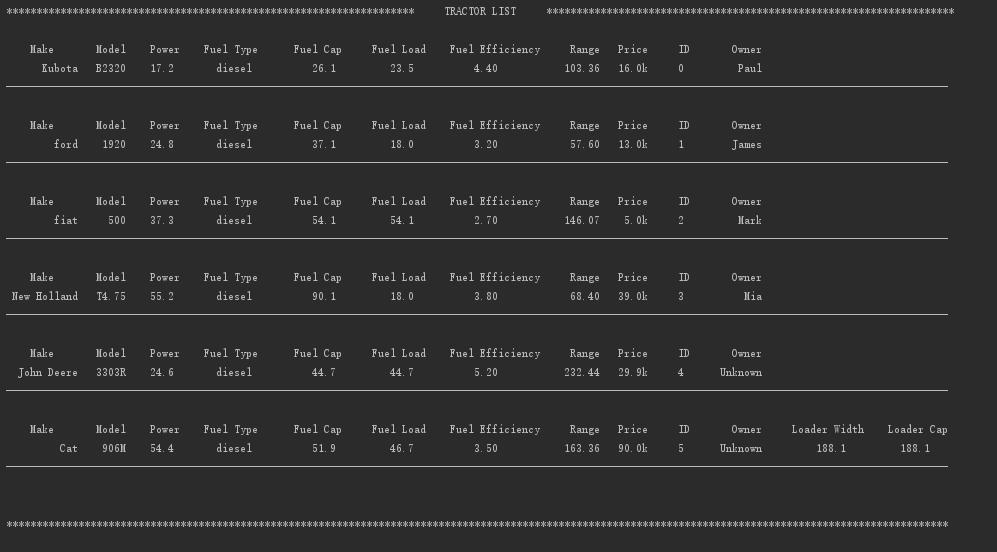 ******************************************************************** TRACTOR LIST ********************************************************************
Make Model Power Fuel Type Fuel Cap Fuel Load Fuel Efficiency Range Price ID Owner
Kubota B2320 17.2 diesel 26.1 23.5 4.40 103.36 16.0k 0 Paul
Make Model Power Fuel Type Fuel Cap Fuel Load Fuel Efficiency Range Price ID Owner
ford 1920 24.8 diesel 37.1 18.0 3.20 57.60 13.0k 1 James
Make Model Power Fuel Type Fuel Cap Fuel Load Fuel Efficiency Range Price ID Owner
fiat 500 37.3 diesel 54.1 54.1 2.70 146.07 5.0k 2 Mark
Make Model Power Fuel Type Fuel Cap Fuel Load Fuel Efficiency Range Price ID Owner
New Holland T4.75 55.2 diesel 90.1 18.0 3.80 68.40 39.0k 3 Mia
Make Model Power Fuel Type Fuel Cap Fuel Load Fuel Efficiency Range Price ID Owner
John Deere 3303R 24.6 diesel 44.7 44.7 5.20 232.44 29.9k 4 Unknown
Make Model Power Fuel Type Fuel Cap Fuel Load Fuel Efficiency Range Price ID Owner Loader Width Loader Cap
Cat 906M 54.4 diesel 51.9 46.7 3.50 163.36 90.0k 5 Unknown 188.1 188.1
*************************************************************************************************************************************************************